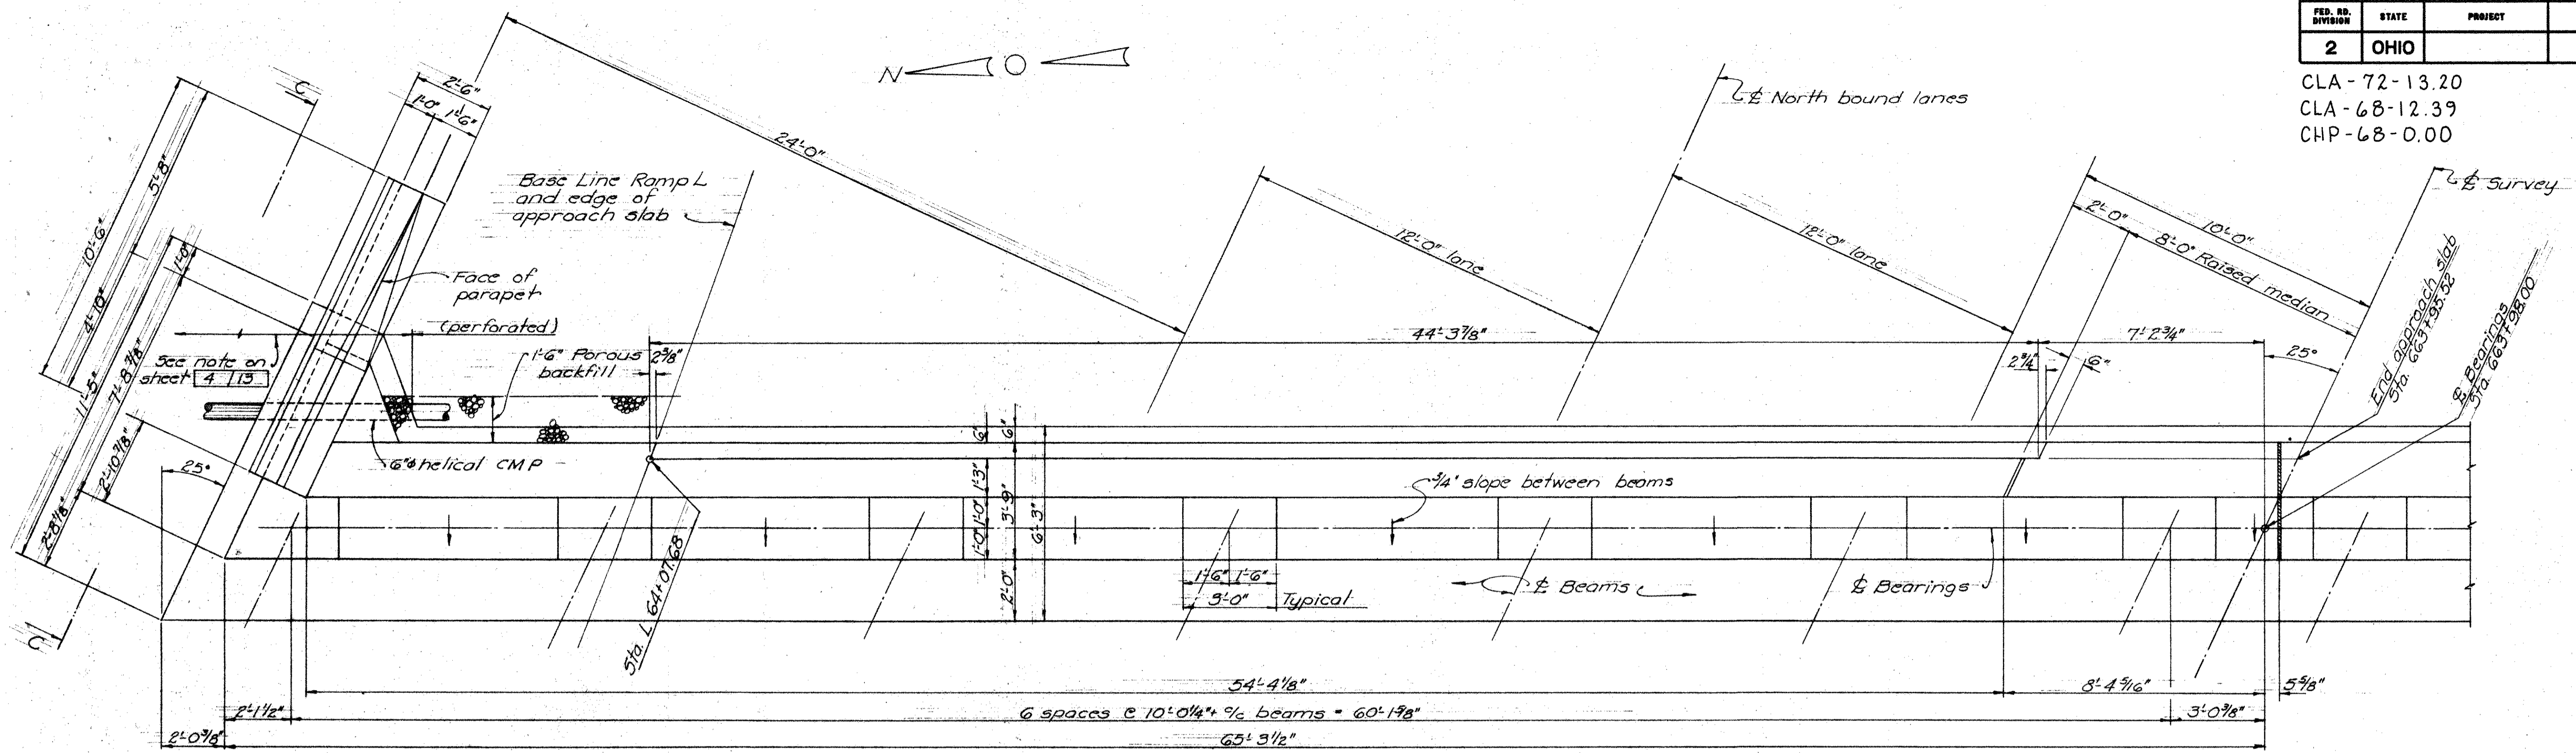 FED. RD. DIVISION STATE PROJECT
2 OHIO
CLA - 72 - 13.20
CLA - 68 - 12.39
CHP - 68 - 0.00
N
C
2'-6"
1'-0" 1'-6"
24'-0"
℄ North bound lanes
℄ Survey
Base Line Ramp L
and edge of
approach slab
10'-6"
5'-8"
4'-10"
1'-0"
11'-5"
7'-8 7/8"
2'-10 7/8"
2'-8 1/8"
12'-0" lane
12'-0" lane
10'-0"
2'-0"
8'-0" Raised median
End approach slab
Sta. 663+95.52
℄ Bearings
Sta. 663+98.00
Face of
parapet
(perforated)
See note on
sheet 4 13
1'-6" Porous
backfill
2 3/8"
44'-3 7/8"
7'-2 3/4"
2 3/4"
6"
25°
25°
6"φ helical CMP
6" 6"
1'-3"
3'-9"
1'-0" 1'-0"
6'-3"
2'-0"
3/4" slope between beams
Sta. L 64+07.68
1'-6" 1'-6"
3'-0" Typical
℄ Beams
℄ Bearings
C
54'-4 1/8"
8'-4 5/16"
5 5/8"
2'-1 1/2"
6 spaces @ 10'-0 1/4"± c/c beams = 60'-1 5/8"
3'-0 3/8"
2'-0 3/8"
65'-3 1/2"